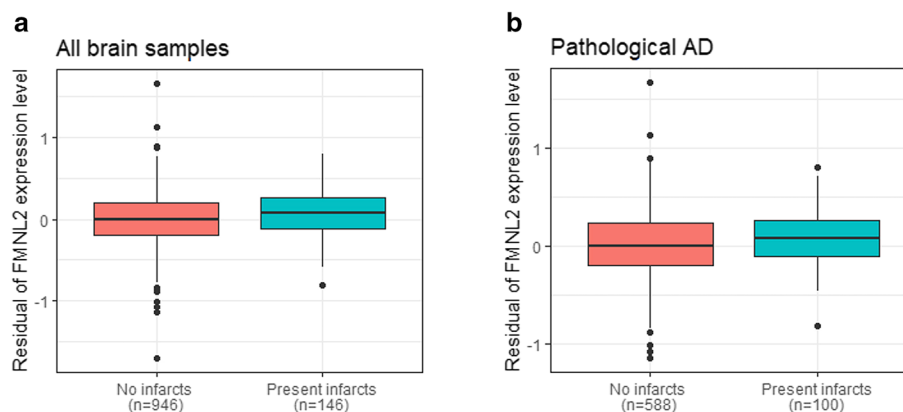 a
All brain samples
Residual of FMNL2 expression level
1
0
-1
No infarcts
(n=946)
Present infarcts
(n=146)
b
Pathological AD
Residual of FMNL2 expression level
1
0
-1
No infarcts
(n=588)
Present infarcts
(n=100)